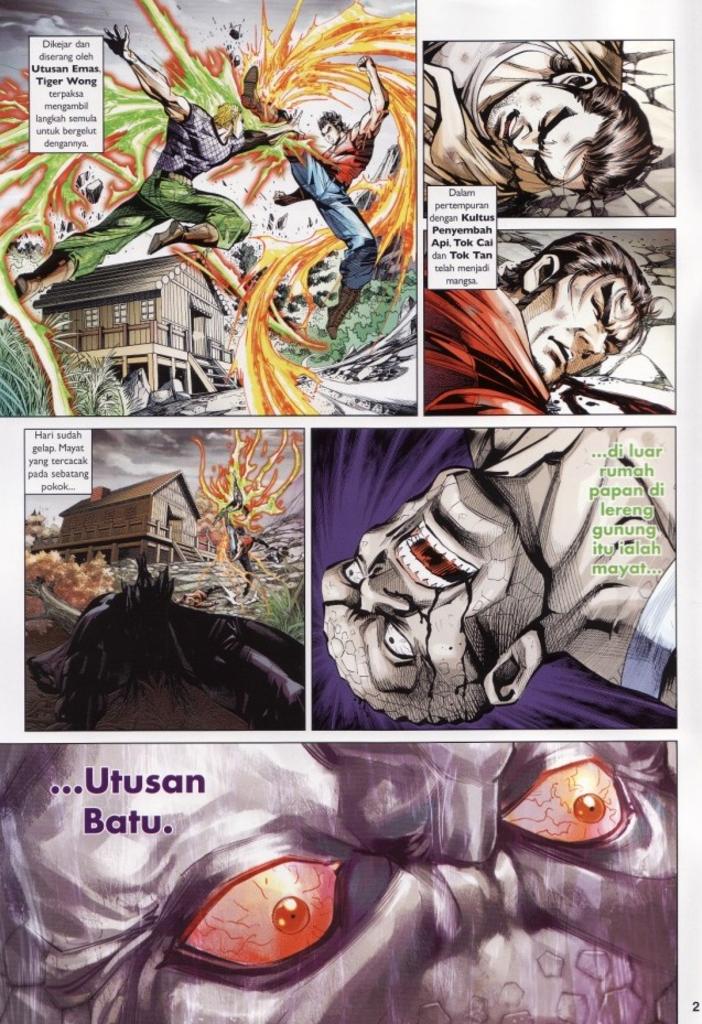 Dikejar dan
diserang oleh
Utusan Emas,
Tiger Wong
terpaksa
mengambil
langkah semula
untuk bergelut
dengannya.
Dalam
pertempuran
dengan Kultus
Penyembah
Api, Tok Cai
dan Tok Tan
telah menjadi
mangsa.
Hari sudah
gelap. Mayat
yang tercacak
pada sebatang
pokok...
...di luar
rumah
papan di
lereng
gunung
itu ialah
mayat...
...Utusan
Batu.
2